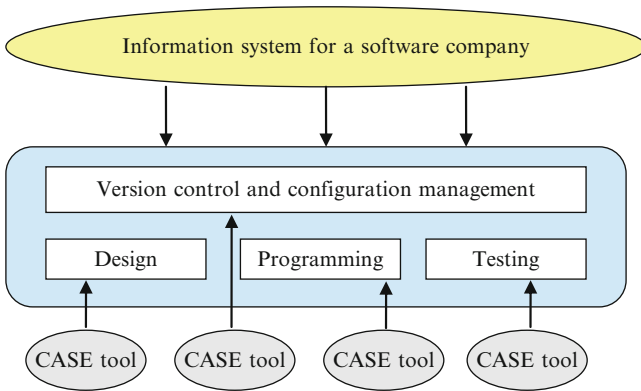 Information system for a software company
Version control and configuration management
Design
Programming
Testing
CASE tool
CASE tool
CASE tool
CASE tool